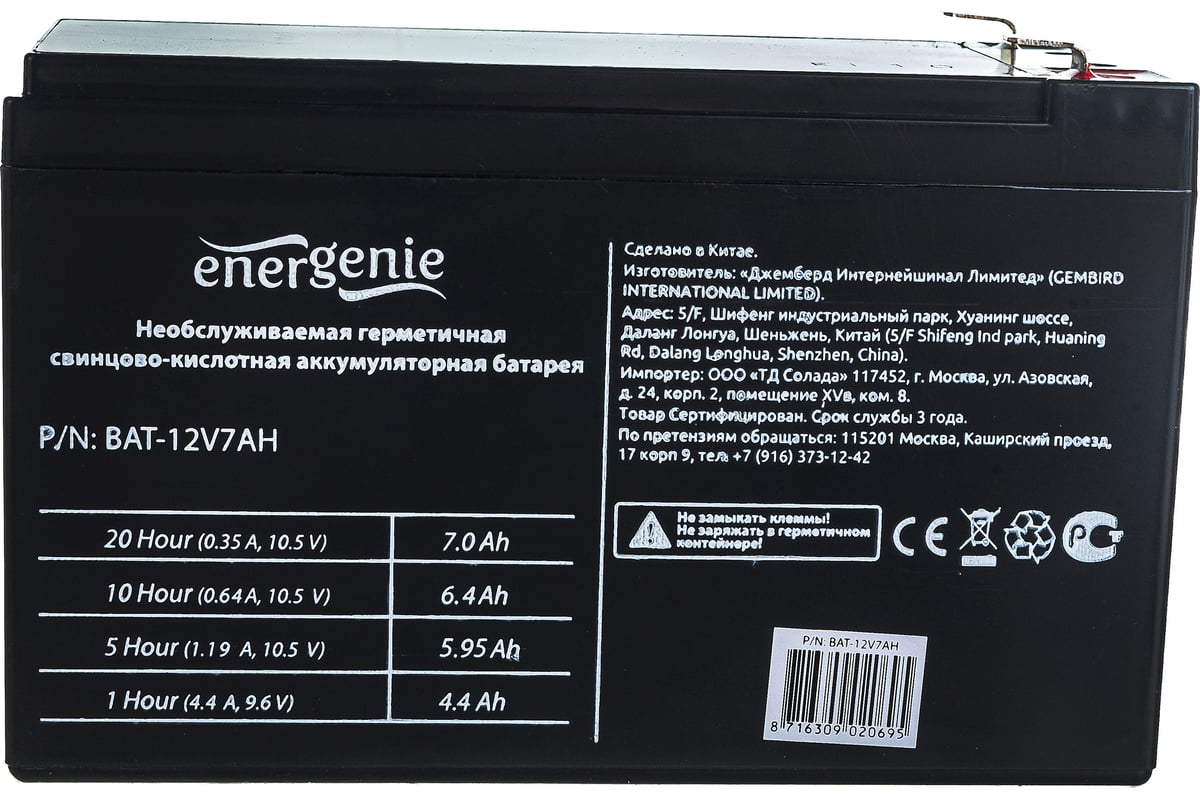 energenie
Необслуживаемая герметичная
свинцово-кислотная аккумуляторная батарея
P/N: BAT-12V7AH
20 Hour (0.35 A, 10.5 V) 7.0 Ah
10 Hour (0.64 A, 10.5 V) 6.4 Ah
5 Hour (1.19 A, 10.5 V) 5.95 Ah
1 Hour (4.4 A, 9.6 V) 4.4 Ah
Сделано в Китае.
Изготовитель: «Джемберд Интернейшинал Лимитед» (GEMBIRD
INTERNATIONAL LIMITED).
Адрес: 5/F, Шифенг индустриальный парк, Хуанинг шоссе,
Даланг Лонгуа, Шеньжень, Китай (5/F Shifeng Ind park, Huaning
Rd, Dalang Longhua, Shenzhen, China).
Импортер: ООО «ТД Солада» 117452, г. Москва, ул. Азовская,
д. 24, корп. 2, помещение XVв, ком. 8.
Товар Сертифицирован. Срок службы 3 года.
По претензиям обращаться: 115201 Москва, Каширский проезд,
17 корп 9, тел: +7 (916) 373-12-42
Не замыкать клеммы!
Не заряжать в герметичном
контейнере!
CE
P/N: BAT-12V7AH
8 716309 020695